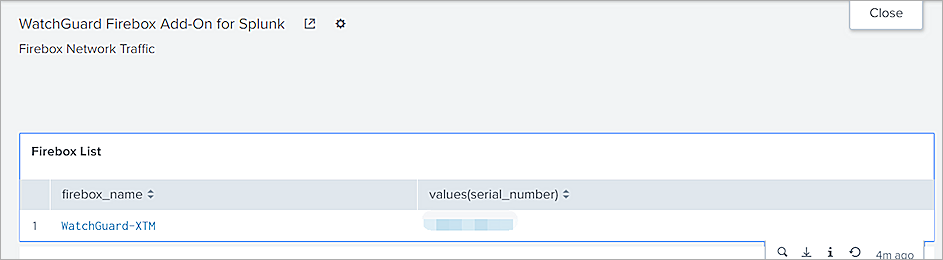 Close
WatchGuard Firebox Add-On for Splunk
Firebox Network Traffic
Firebox List
firebox_name values(serial_number)
1 WatchGuard-XTM
4m ago